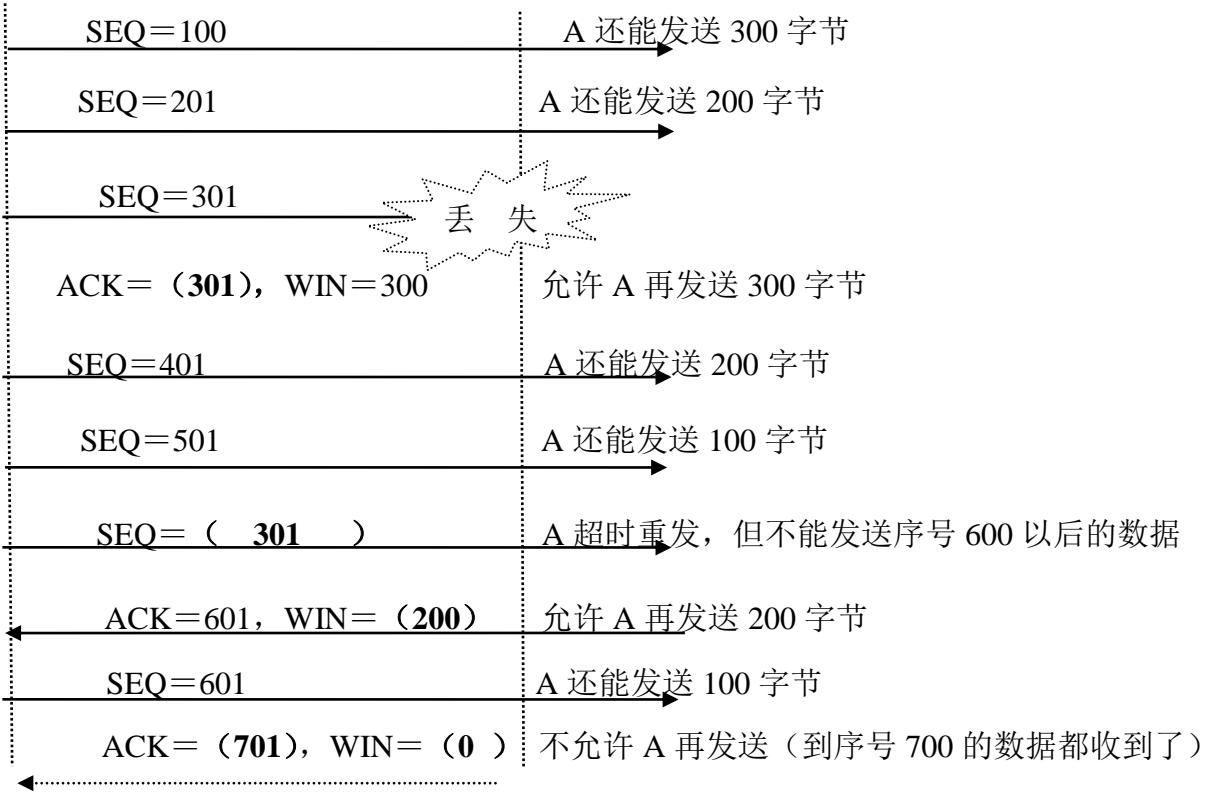 SEQ＝100 A 还能发送 300 字节
SEQ＝201 A 还能发送 200 字节
SEQ＝301
丢 失
ACK＝（301），WIN＝300 允许 A 再发送 300 字节
SEQ＝401 A 还能发送 200 字节
SEQ＝501 A 还能发送 100 字节
SEQ＝（ 301 ） A 超时重发，但不能发送序号 600 以后的数据
ACK＝601，WIN＝（200） 允许 A 再发送 200 字节
SEQ＝601 A 还能发送 100 字节
ACK＝（701），WIN＝（0 ） 不允许 A 再发送（到序号 700 的数据都收到了）